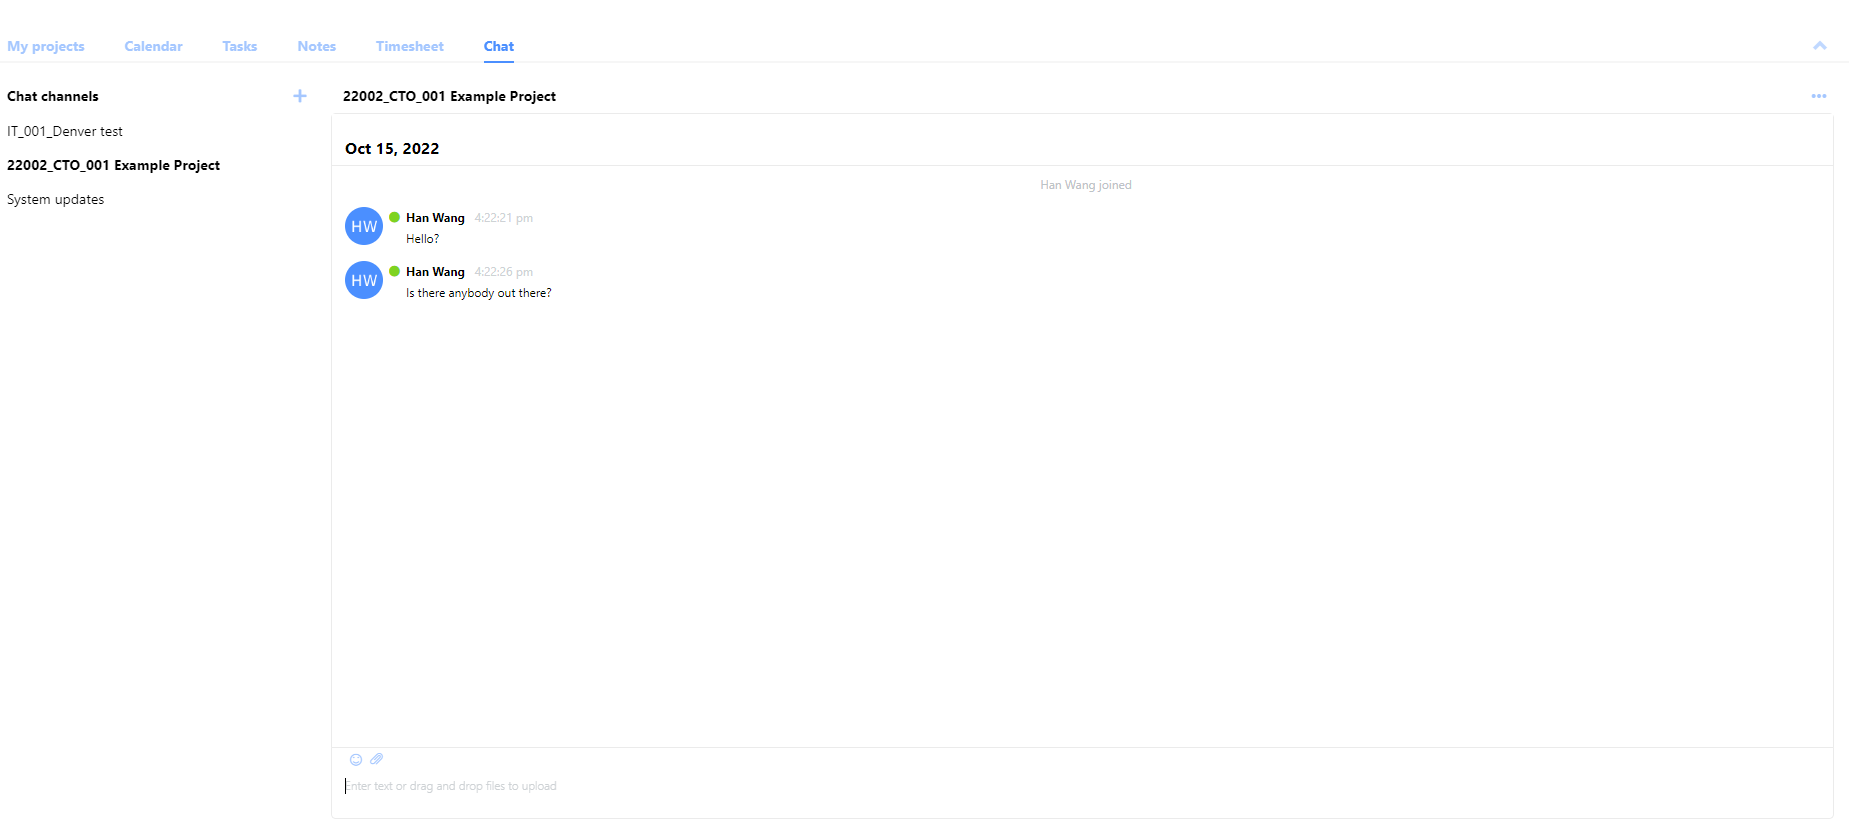 My projects Calendar Tasks Notes Timesheet Chat
Chat channels
IT_001_Denver test
22002_CTO_001 Example Project
System updates
22002_CTO_001 Example Project
Oct 15, 2022
Han Wang joined
HW Han Wang 4:22:21 pm
Hello?
HW Han Wang 4:22:26 pm
Is there anybody out there?
Enter text or drag and drop files to upload